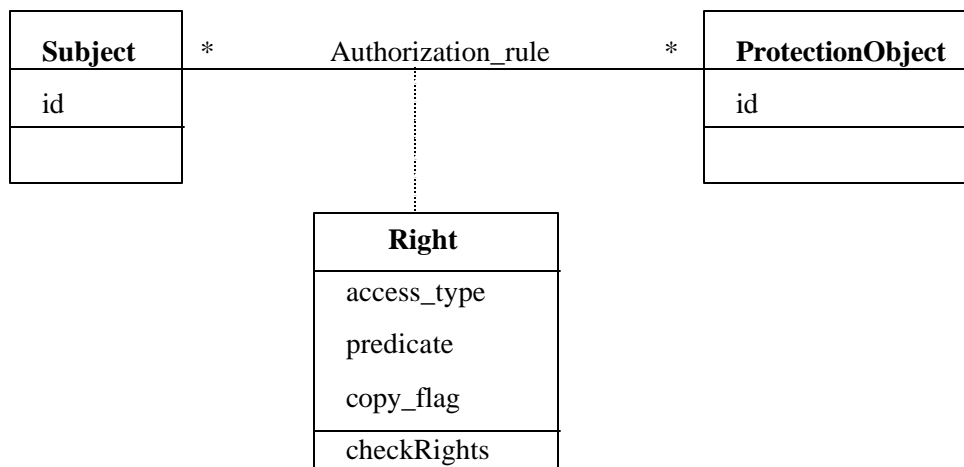 Subject * Authorization_rule * ProtectionObject
id id
Right
access_type
predicate
copy_flag
checkRights